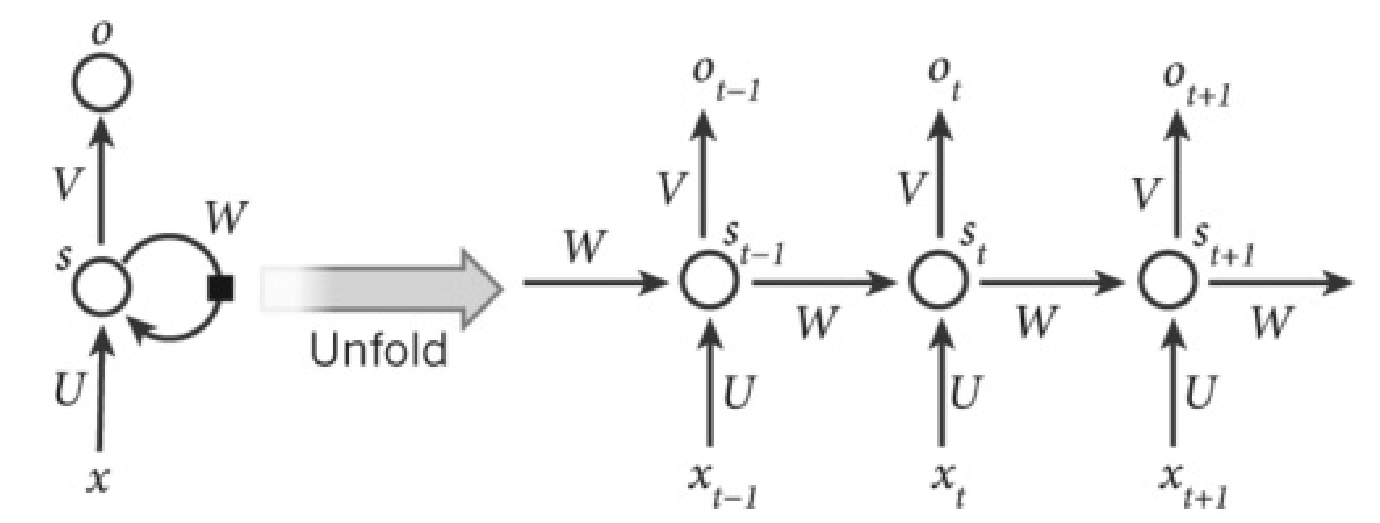 o
V
W
s
U
x
Unfold
o_{t-1} o_t o_{t+1}
V V V
W s_{t-1} s_t s_{t+1}
W W W
U U U
x_{t-1} x_t x_{t+1}